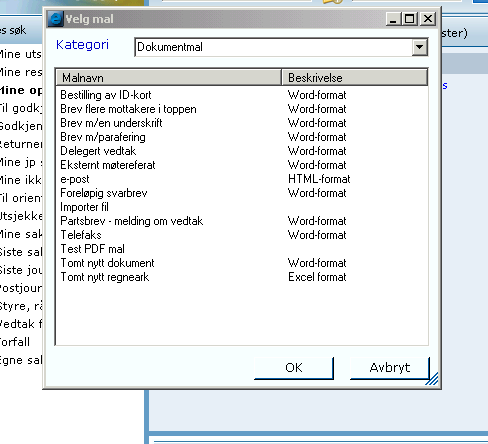 Velg mal
Kategori Dokumentmal
Malnavn Beskrivelse
Bestilling av ID-kort Word-format
Brev flere mottakere i toppen Word-format
Brev m/en underskrift Word-format
Brev m/parafering Word-format
Delegert vedtak Word-format
Eksternt møtereferat Word-format
e-post HTML-format
Foreløpig svarbrev Word-format
Importer fil
Partsbrev - melding om vedtak Word-format
Telefaks Word-format
Test PDF mal
Tomt nytt dokument Word-format
Tomt nytt regneark Excel format
OK Avbryt
es søk
Mine uts
Mine res
Mine op
Til godkj
Godkjen
Returner
Mine jp s
Mine ikk
Til orient
Utsjekke
Mine sak
Siste sal
Siste jou
Postjour
Styre, rå
Vedtak f
Forfall
Egne sal
ster)
s